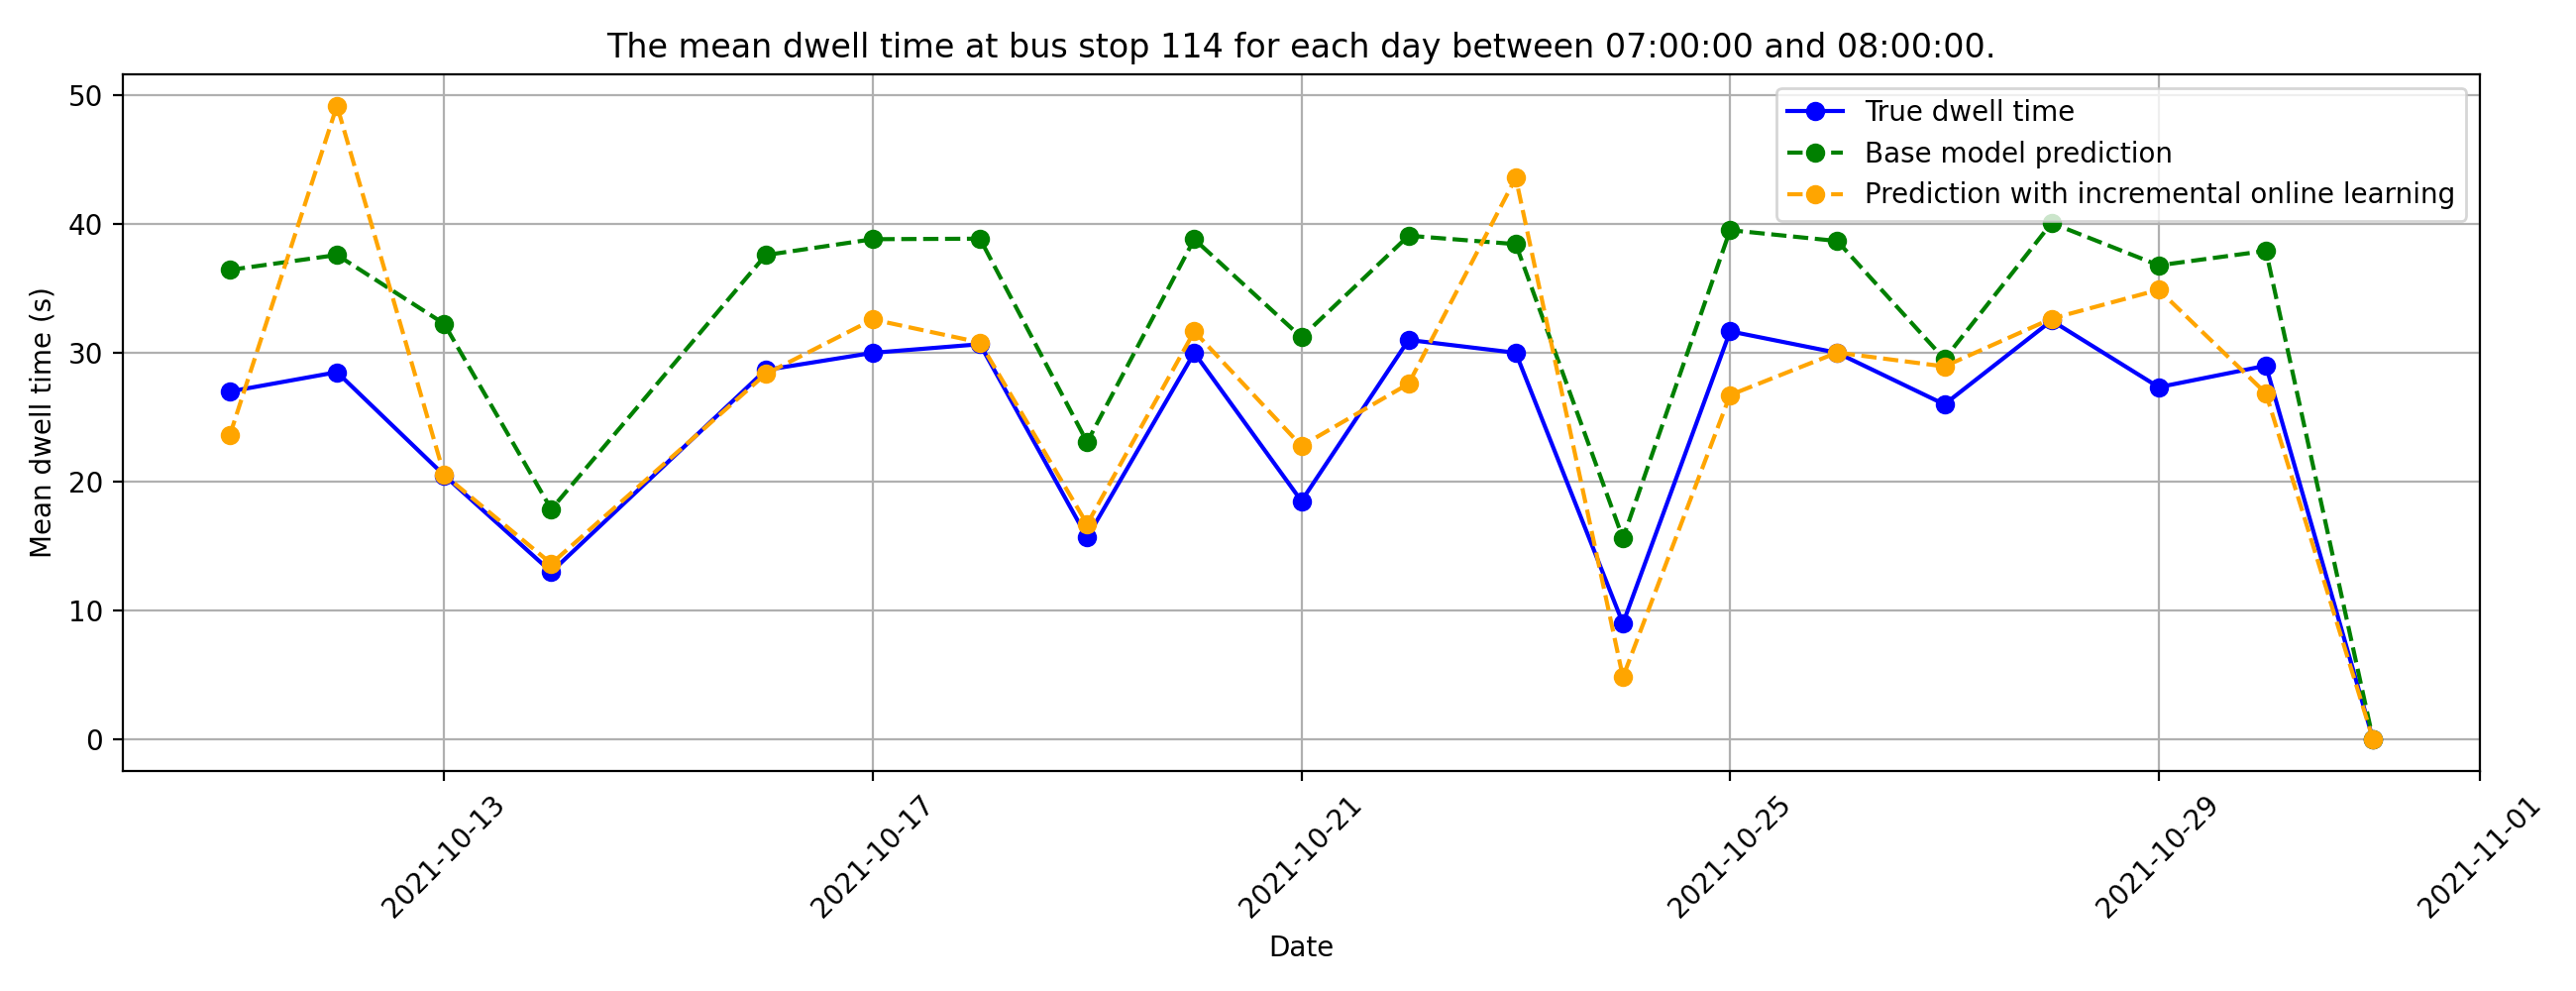 The mean dwell time at bus stop 114 for each day between 07:00:00 and 08:00:00.
True dwell time
Base model prediction
Prediction with incremental online learning
Mean dwell time (s)
50
40
30
20
10
0
2021-10-13
2021-10-17
2021-10-21
2021-10-25
2021-10-29
2021-11-01
Date